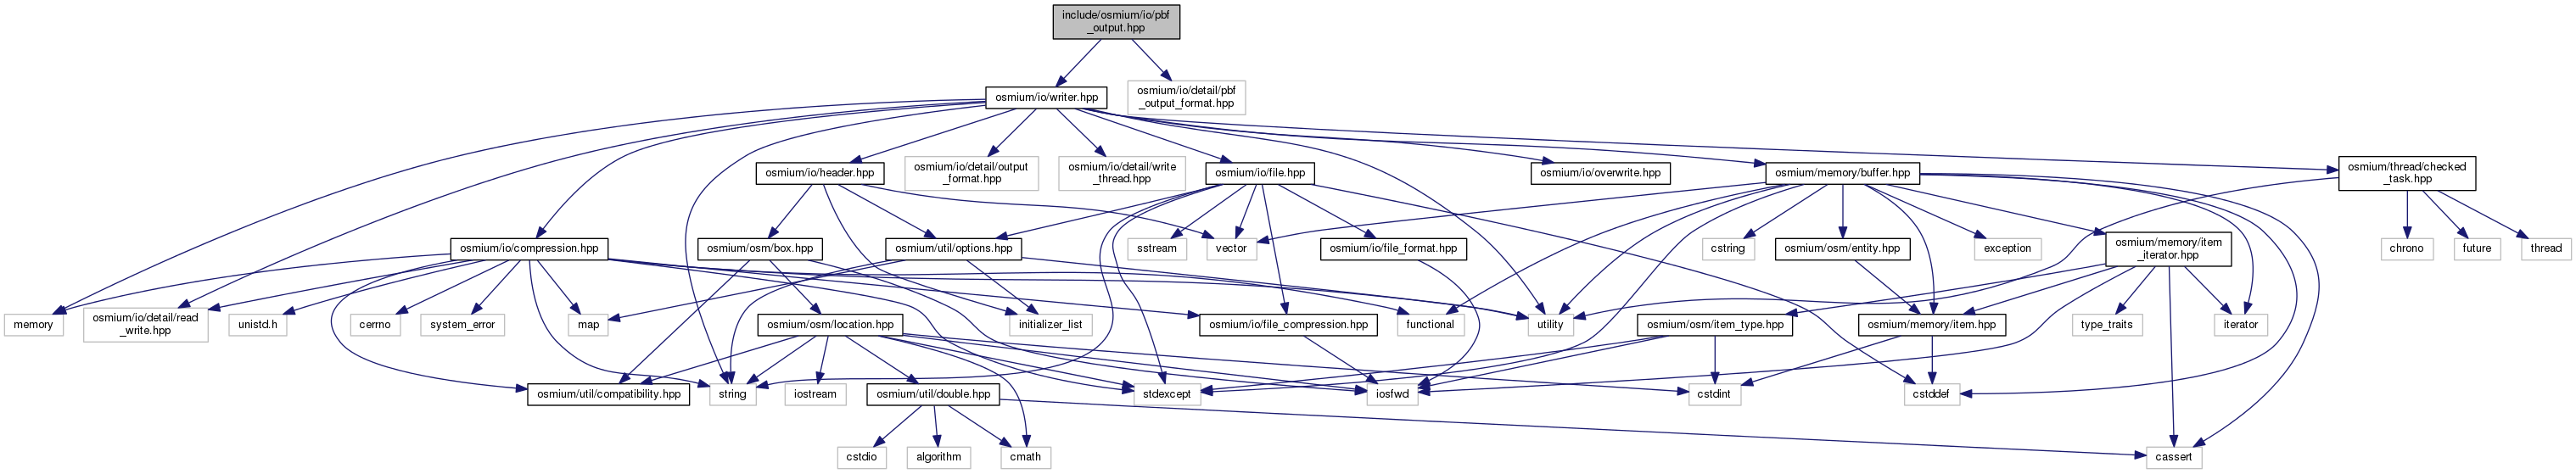 include/osmium/io/pbf
_output.hpp
osmium/io/writer.hpp
osmium/io/detail/pbf
_output_format.hpp
osmium/io/header.hpp
osmium/io/detail/output
_format.hpp
osmium/io/detail/write
_thread.hpp
osmium/io/file.hpp
osmium/io/overwrite.hpp
osmium/memory/buffer.hpp
osmium/thread/checked
_task.hpp
osmium/io/compression.hpp
osmium/osm/box.hpp
osmium/util/options.hpp
sstream
vector
osmium/io/file_format.hpp
cstring
osmium/osm/entity.hpp
exception
osmium/memory/item
_iterator.hpp
chrono
future
thread
memory
osmium/io/detail/read
_write.hpp
unistd.h
cerrno
system_error
map
osmium/osm/location.hpp
initializer_list
osmium/io/file_compression.hpp
functional
utility
osmium/osm/item_type.hpp
osmium/memory/item.hpp
type_traits
iterator
osmium/util/compatibility.hpp
string
iostream
osmium/util/double.hpp
stdexcept
iosfwd
cstdint
cstddef
cstdio
algorithm
cmath
cassert